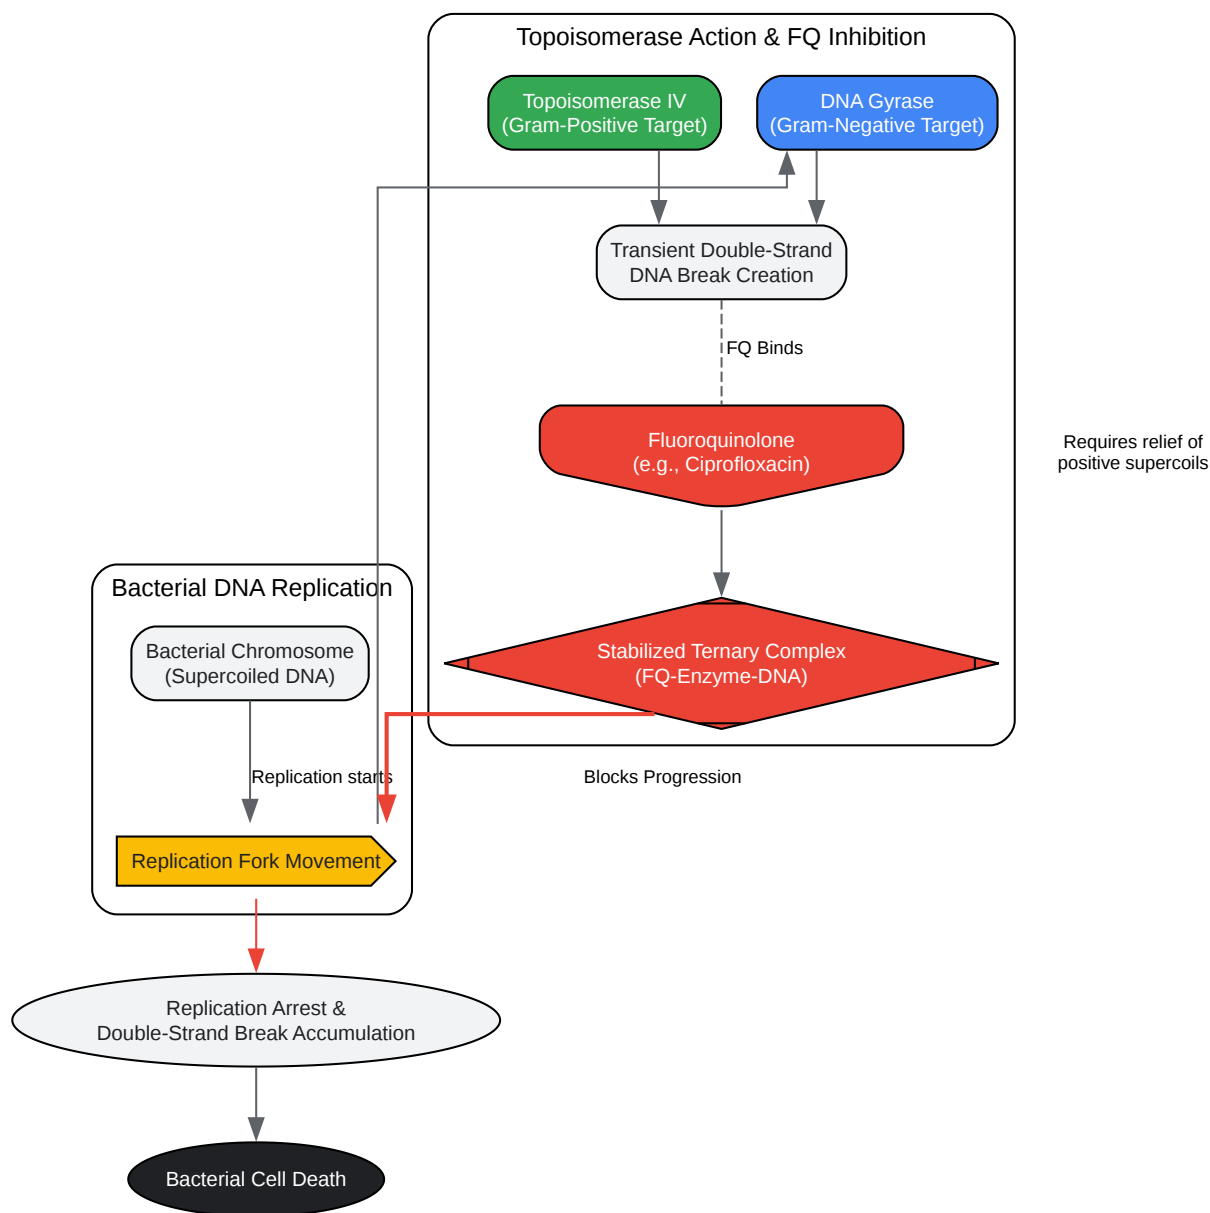 Topoisomerase Action & FQ Inhibition
Topoisomerase IV
(Gram-Positive Target)
DNA Gyrase
(Gram-Negative Target)
Transient Double-Strand
DNA Break Creation
FQ Binds
Fluoroquinolone
(e.g., Ciprofloxacin)
Requires relief of
positive supercoils
Stabilized Ternary Complex
(FQ-Enzyme-DNA)
Bacterial DNA Replication
Bacterial Chromosome
(Supercoiled DNA)
Replication starts
Blocks Progression
Replication Fork Movement
Replication Arrest &
Double-Strand Break Accumulation
Bacterial Cell Death